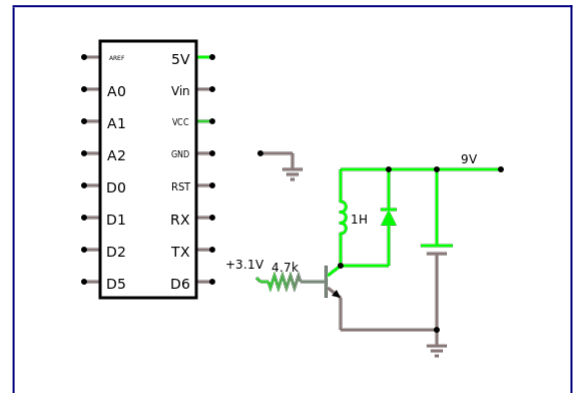 AREF 5V
A0 Vin
A1 VCC
A2 GND
D0 RST
D1 RX
D2 TX
D5 D6
9V
1H
+3.1V 4.7k